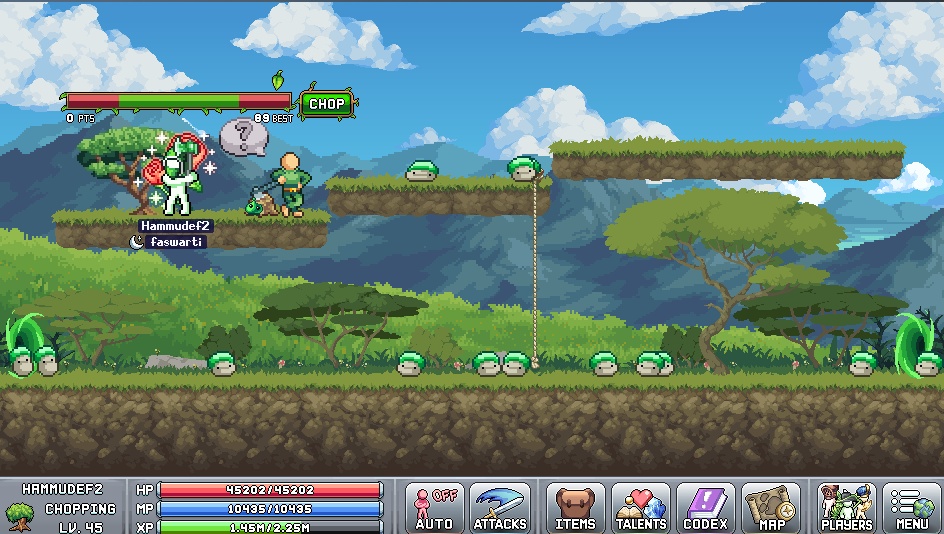 CHOP
0 PTS
89 BEST
?
Hammudef2
faswarti
HAMMUDEF2
CHOPPING
LV. 45
HP 45202/45202
MP 10435/10435
XP 1.45M/2.25M
OFF
AUTO
ATTACKS
ITEMS
TALENTS
CODEX
MAP
PLAYERS
MENU